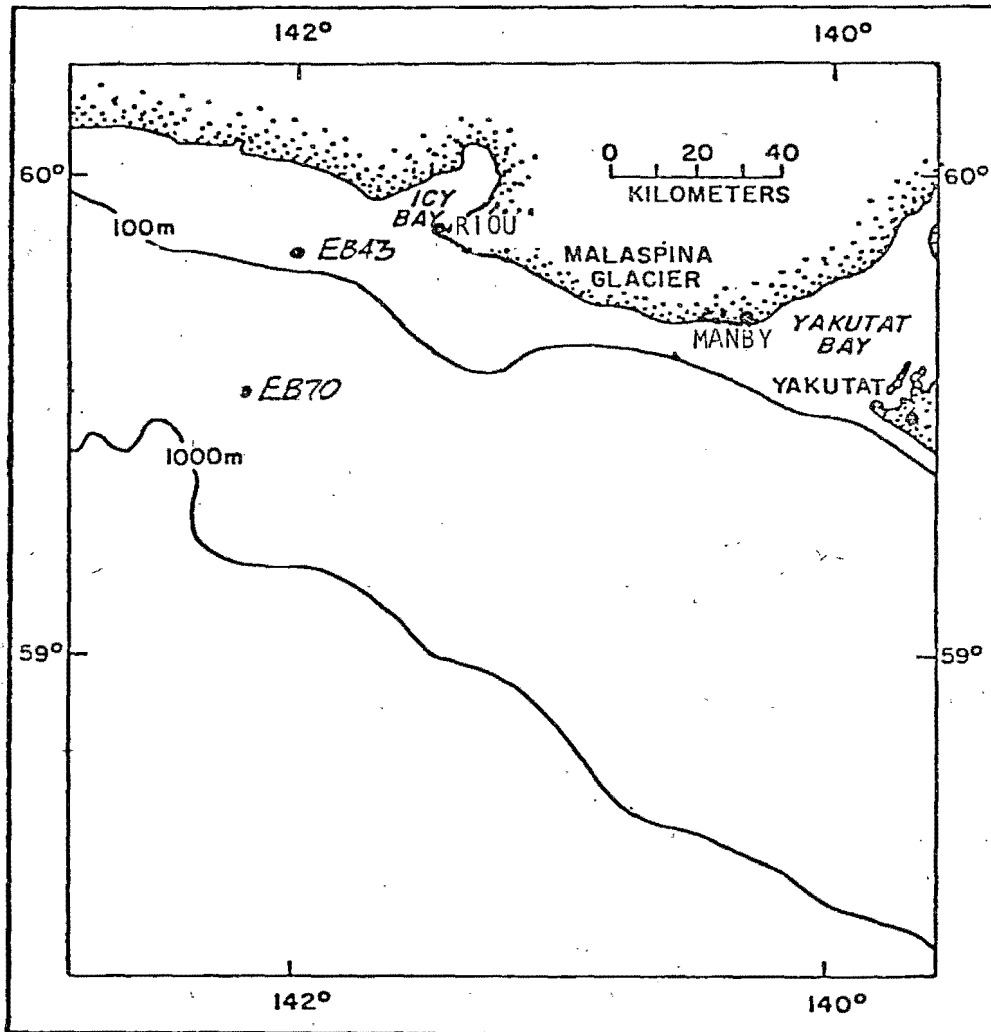 142° 140°
0 20 40
KILOMETERS
60° 60°
ICY
BAY
RIOU
100m
EB43
MALASPINA
GLACIER
MANBY
YAKUTAT
BAY
EB70
YAKUTAT
1000m
59° 59°
142° 140°